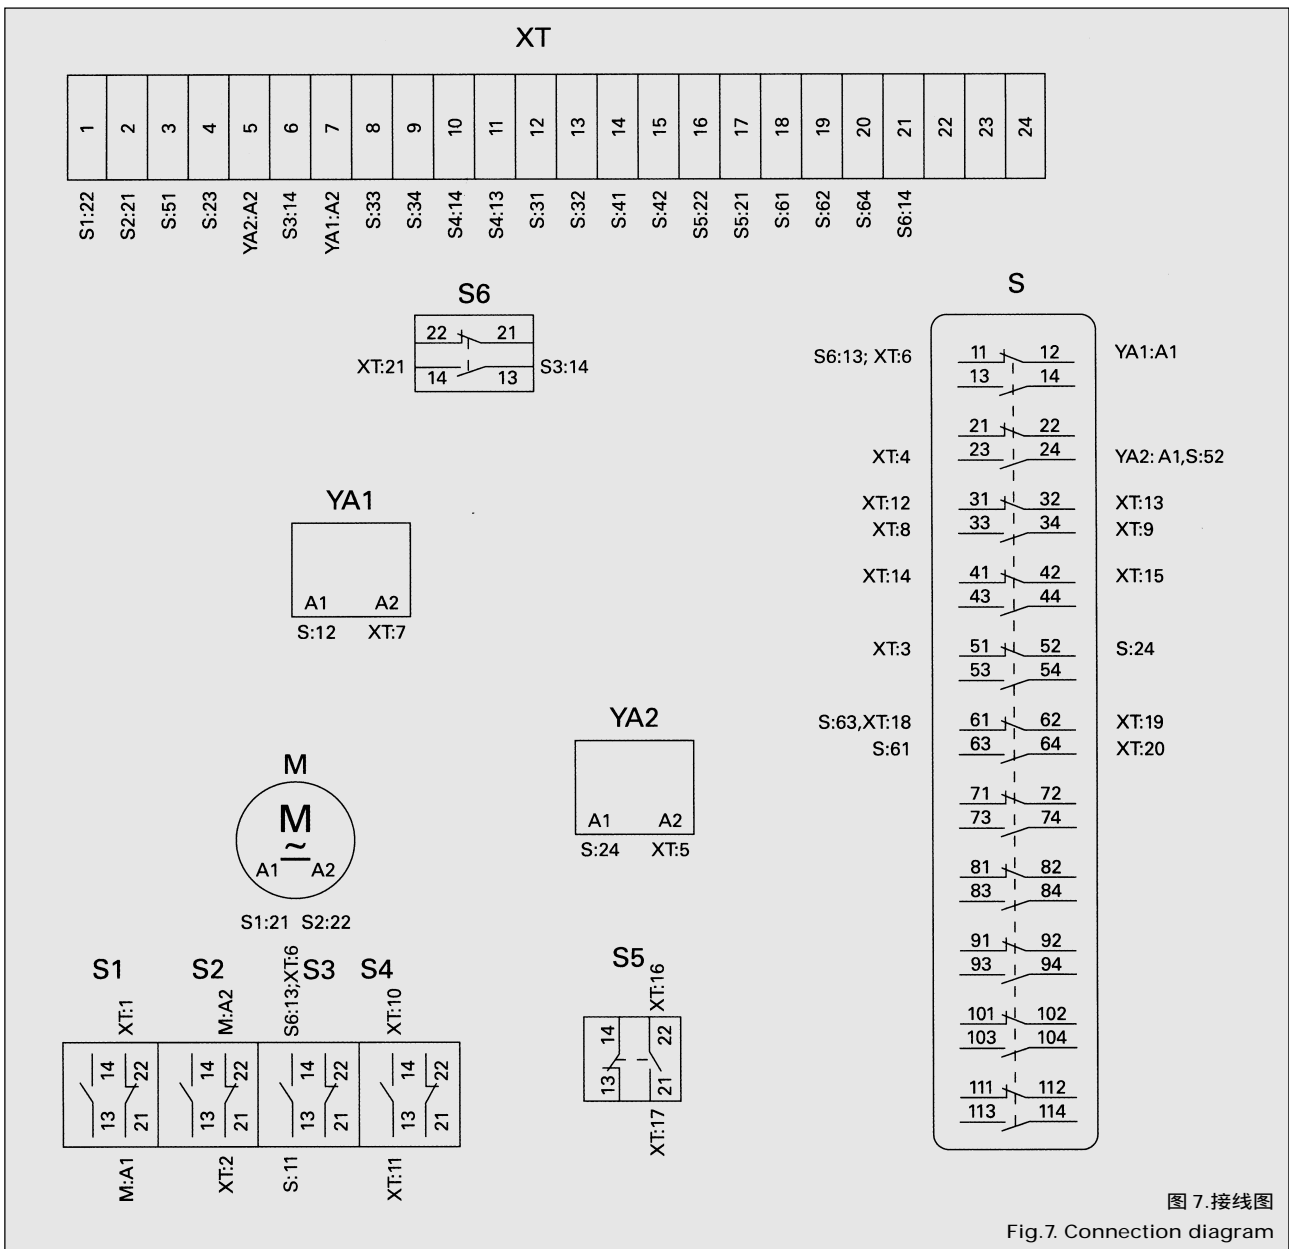 XT
1 2 3 4 5 6 7 8 9 10 11 12 13 14 15 16 17 18 19 20 21 22 23 24
S1:22 S2:21 S:51 S:23 YA2:A2 S3:14 YA1:A2 S:33 S:34 S4:14 S4:13 S:31 S:32 S:41 S:42 S5:22 S5:21 S:61 S:62 S:64 S6:14
S6
22 21
XT:21 S3:14
14 13
S
S6:13; XT:6 11 12 YA1:A1
13 14
21 22
XT:4 23 24 YA2: A1,S:52
XT:12 31 32 XT:13
XT:8 33 34 XT:9
XT:14 41 42 XT:15
43 44
XT:3 51 52 S:24
53 54
S:63,XT:18 61 62 XT:19
S:61 63 64 XT:20
71 72
73 74
81 82
83 84
91 92
93 94
101 102
103 104
111 112
113 114
YA1
A1 A2
S:12 XT:7
YA2
A1 A2
S:24 XT:5
M
M
~
A1 A2
S1:21 S2:22
S1 S2 S3 S4
XT:1 M:A2 S6:13;XT:6 XT:10
14 22 14 22 14 22 14 22
13 21 13 21 13 21 13 21
M:A1 XT:2 S:11 XT:11
S5
XT:16
14 22
13 21
XT:17
图 7.接线图
Fig.7. Connection diagram